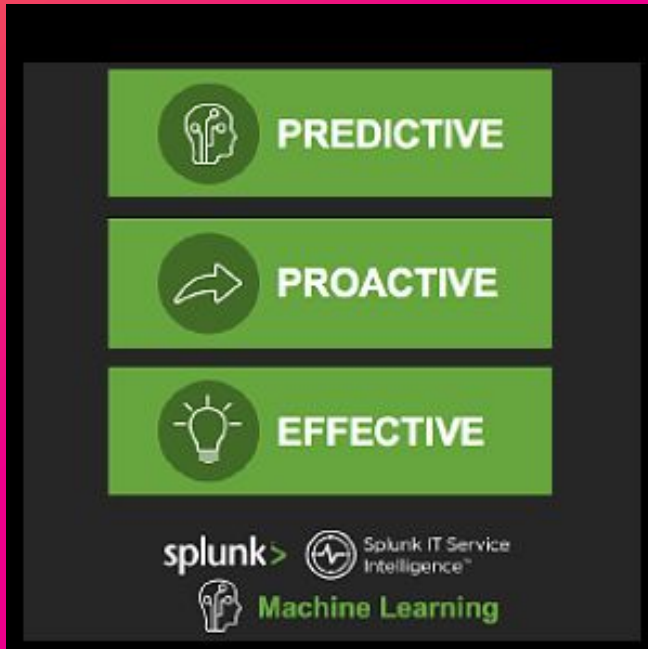 PREDICTIVE
PROACTIVE
EFFECTIVE
splunk>
Splunk IT Service
Intelligence™
Machine Learning